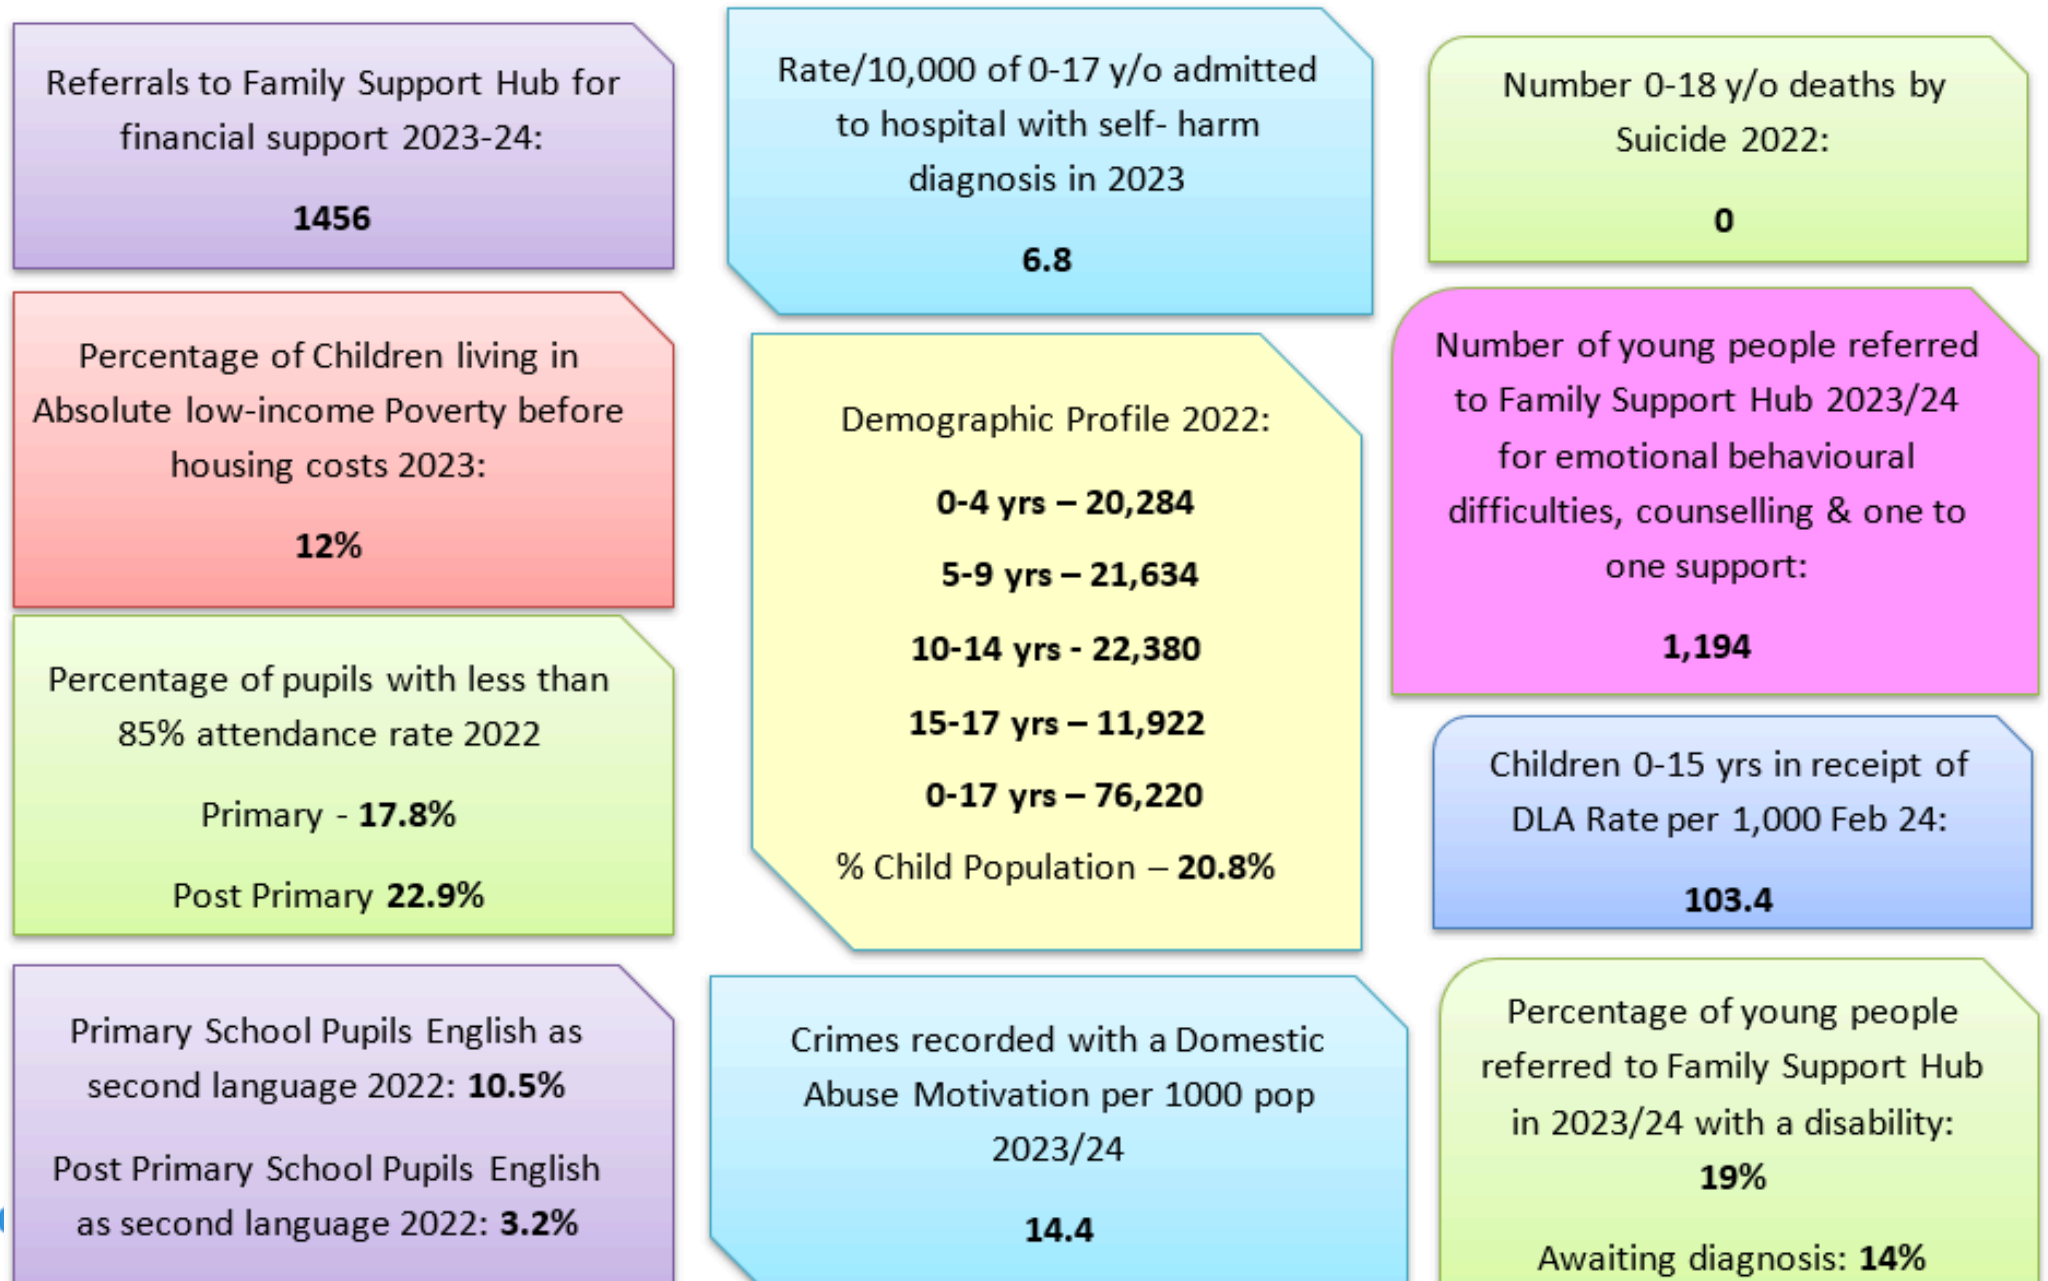 Referrals to Family Support Hub for
financial support 2023-24:
1456
Rate/10,000 of 0-17 y/o admitted
to hospital with self- harm
diagnosis in 2023
6.8
Number 0-18 y/o deaths by
Suicide 2022:
0
Percentage of Children living in
Absolute low-income Poverty before
housing costs 2023:
12%
Demographic Profile 2022:
0-4 yrs – 20,284
5-9 yrs – 21,634
10-14 yrs - 22,380
15-17 yrs – 11,922
0-17 yrs – 76,220
% Child Population – 20.8%
Number of young people referred
to Family Support Hub 2023/24
for emotional behavioural
difficulties, counselling & one to
one support:
1,194
Percentage of pupils with less than
85% attendance rate 2022
Primary - 17.8%
Post Primary 22.9%
Children 0-15 yrs in receipt of
DLA Rate per 1,000 Feb 24:
103.4
Primary School Pupils English as
second language 2022: 10.5%
Post Primary School Pupils English
as second language 2022: 3.2%
Crimes recorded with a Domestic
Abuse Motivation per 1000 pop
2023/24
14.4
Percentage of young people
referred to Family Support Hub
in 2023/24 with a disability:
19%
Awaiting diagnosis: 14%